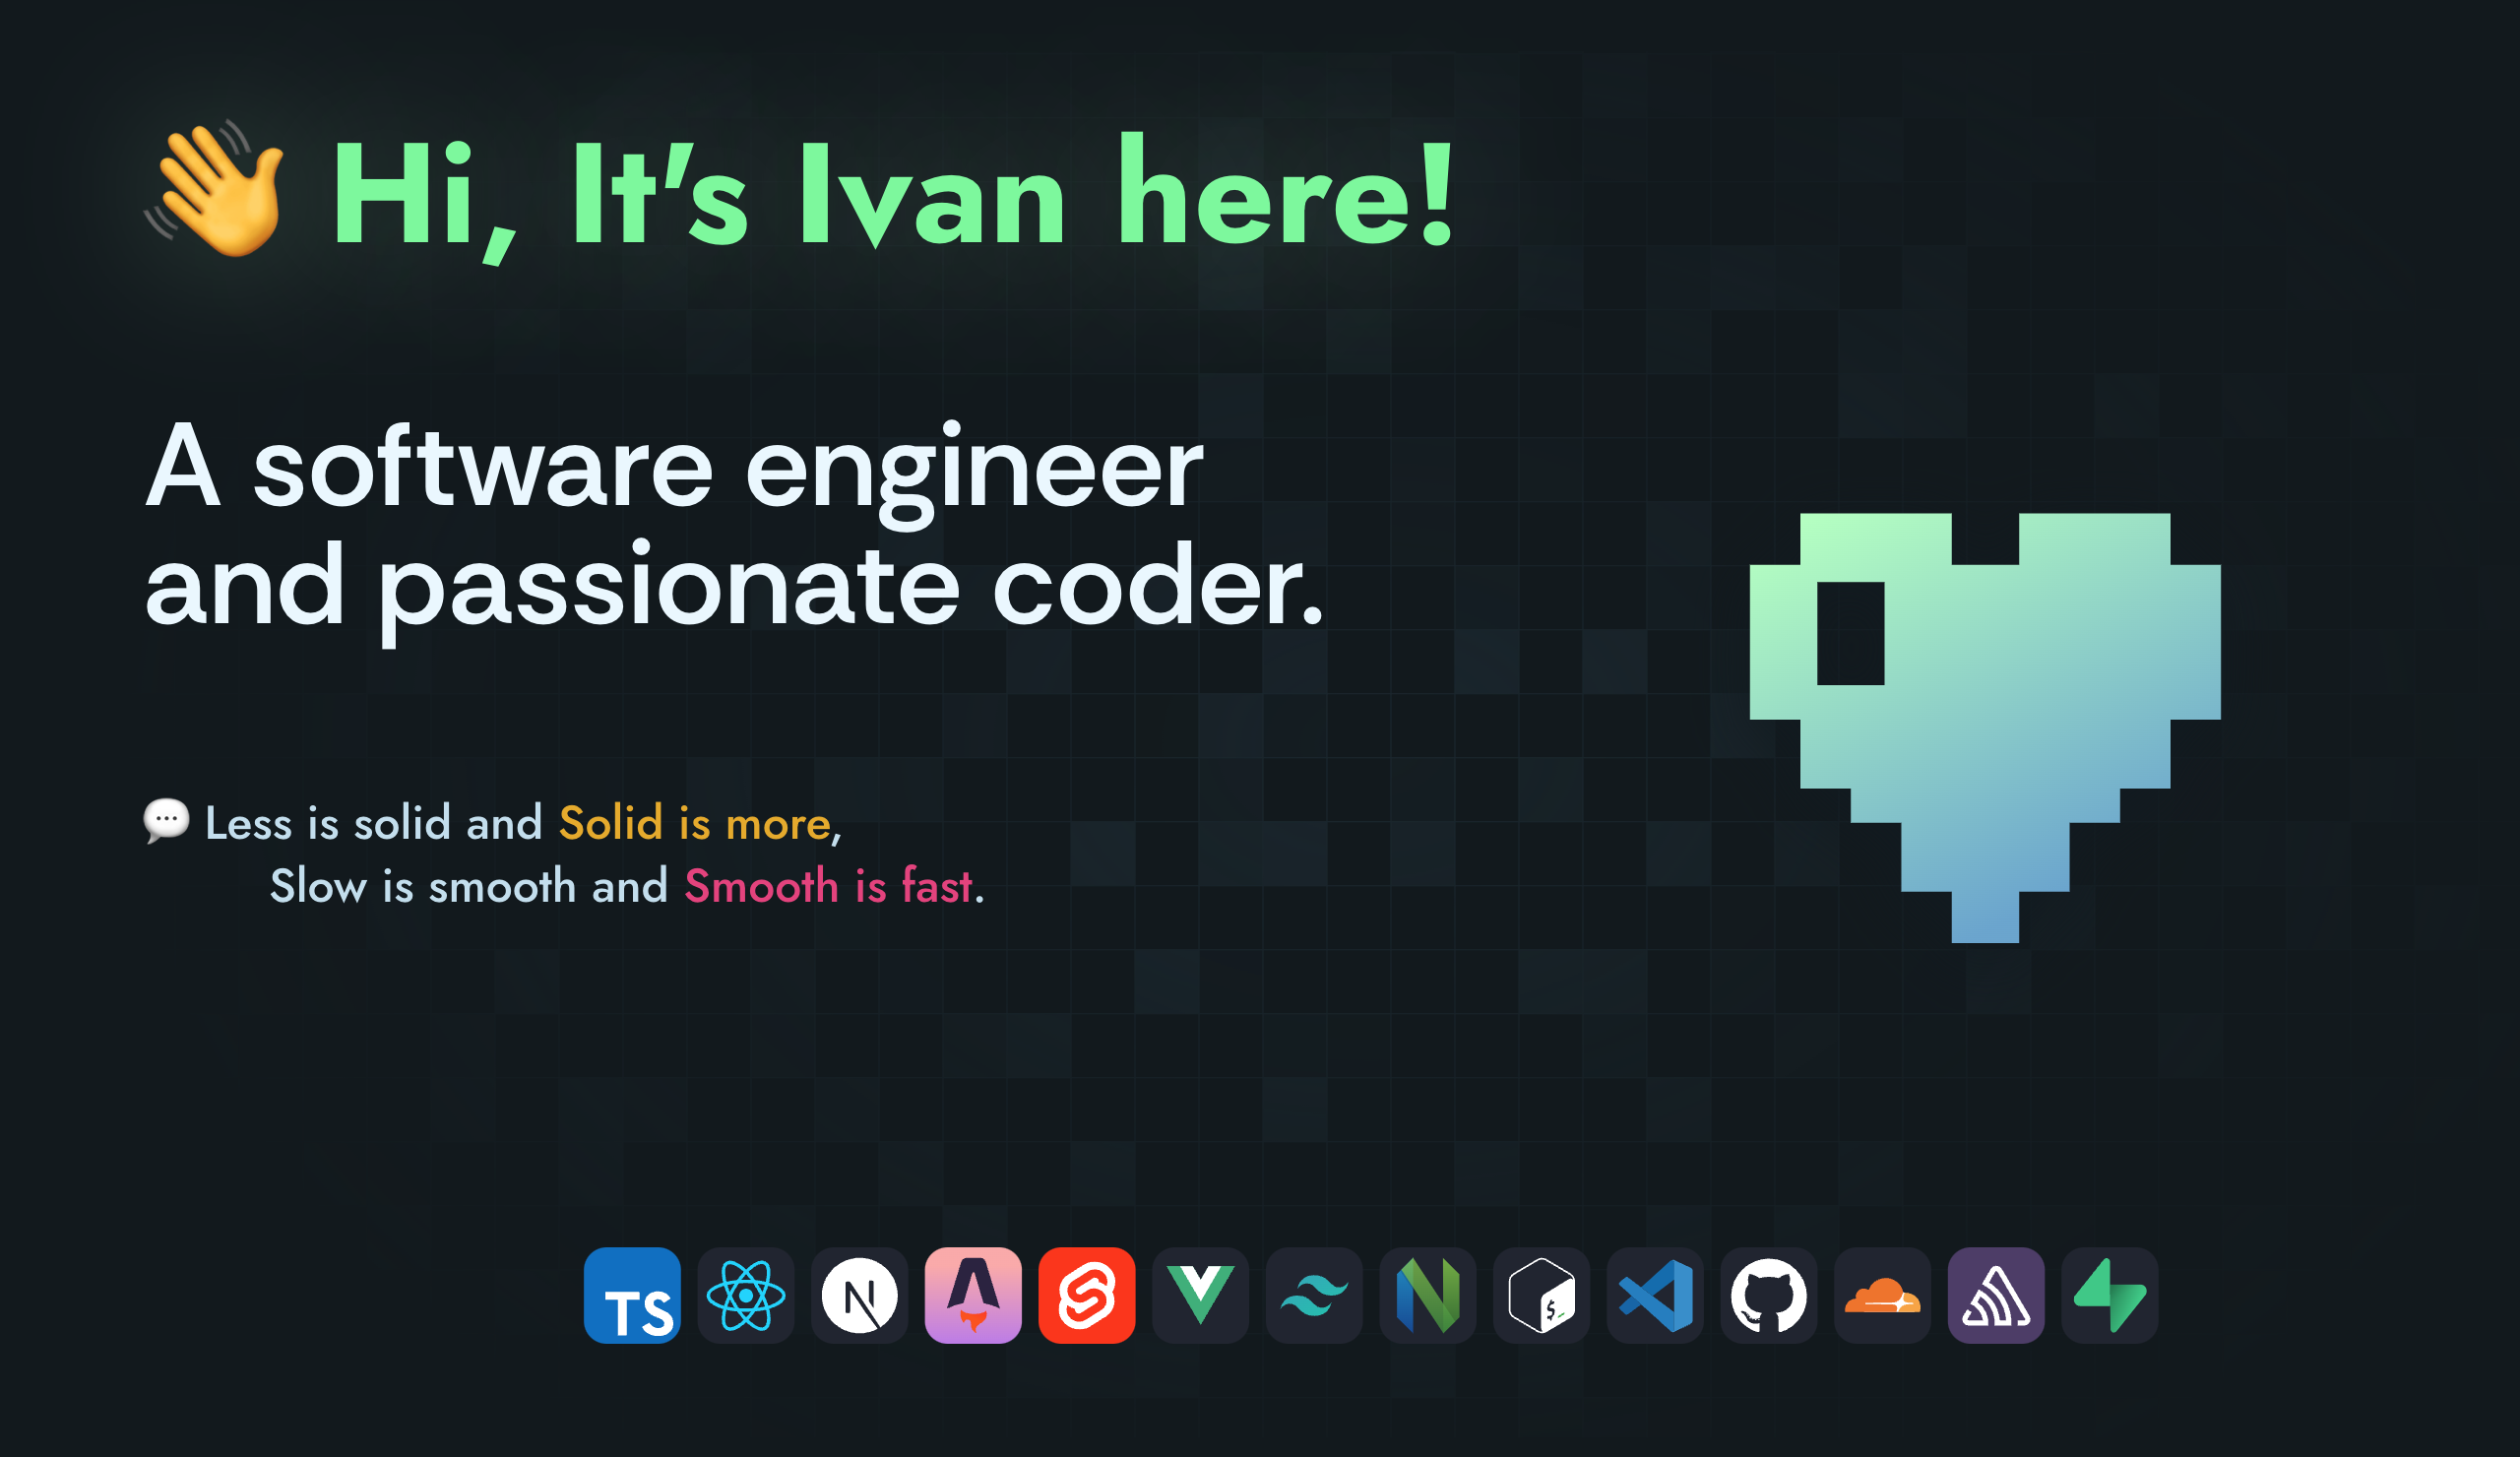 Hi, It's Ivan here!
A software engineer
and passionate coder.
Less is solid and Solid is more,
Slow is smooth and Smooth is fast.
TS
N
$